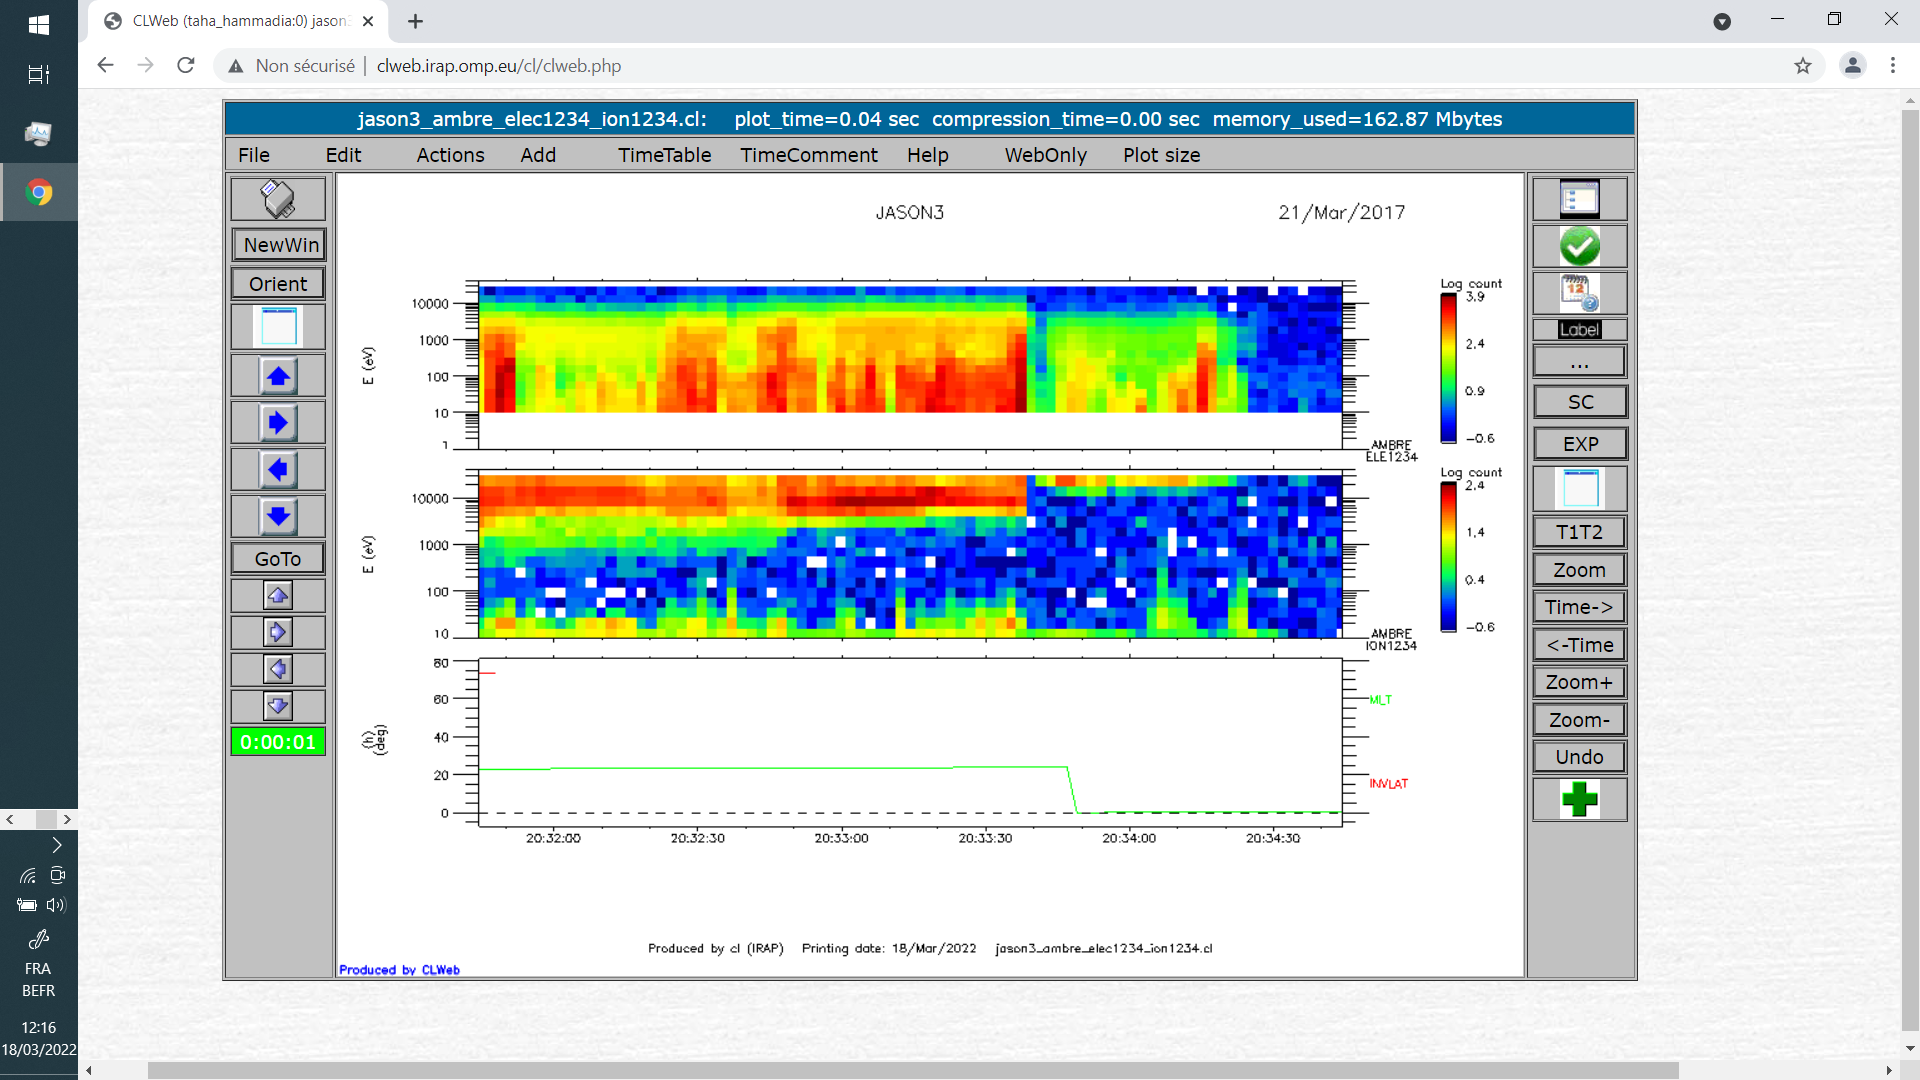 CLWeb (taha_hammadia:0) jason3
Non sécurisé | clweb.irap.omp.eu/cl/clweb.php
jason3_ambre_elec1234_ion1234.cl: plot_time=0.04 sec compression_time=0.00 sec memory_used=162.87 Mbytes
File Edit Actions Add TimeTable TimeComment Help WebOnly Plot size
NewWin
Orient
GoTo
0:00:01
JASON3 21/Mar/2017
10000
1000
100
10
1
E (eV)
Log count
3.9
2.4
0.9
-0.6
AMBRE
ELE1234
10000
1000
100
10
E (eV)
Log count
2.4
1.4
0.4
-0.6
AMBRE
ION1234
80
60
40
20
0
(h)
(deg)
MLT
INVLAT
20:32:00 20:32:30 20:33:00 20:33:30 20:34:00 20:34:30
Produced by cl (IRAP) Printing date: 18/Mar/2022 jason3_ambre_elec1234_ion1234.cl
Produced by CLWeb
12
Label
...
SC
EXP
T1T2
Zoom
Time->
<-Time
Zoom+
Zoom-
Undo
FRA
BEFR
12:16
18/03/2022